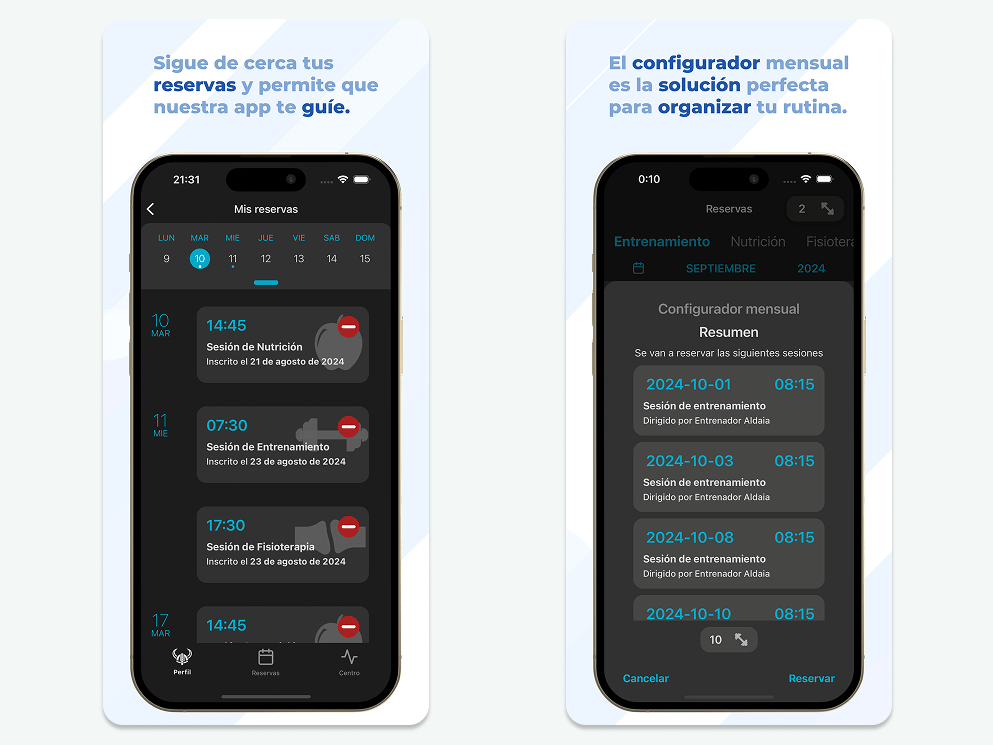 Sigue de cerca tus
reservas y permite que
nuestra app te guíe.
21:31
Mis reservas
LUN MAR MIE JUE VIE SAB DOM
9 10 11 12 13 14 15
10
MAR
14:45
Sesión de Nutrición
Inscrito el 21 de agosto de 2024
11
MIE
07:30
Sesión de Entrenamiento
Inscrito el 23 de agosto de 2024
17:30
Sesión de Fisioterapia
Inscrito el 23 de agosto de 2024
17
MAR
14:45
Perfil
Reservas
Centro
El configurador mensual
es la solución perfecta
para organizar tu rutina.
0:10
Reservas
2
Entrenamiento Nutrición Fisiotera
SEPTIEMBRE 2024
Configurador mensual
Resumen
Se van a reservar las siguientes sesiones
2024-10-01 08:15
Sesión de entrenamiento
Dirigido por Entrenador Aldaia
2024-10-03 08:15
Sesión de entrenamiento
Dirigido por Entrenador Aldaia
2024-10-08 08:15
Sesión de entrenamiento
Dirigido por Entrenador Aldaia
2024-10-10 08:15
10
Cancelar Reservar